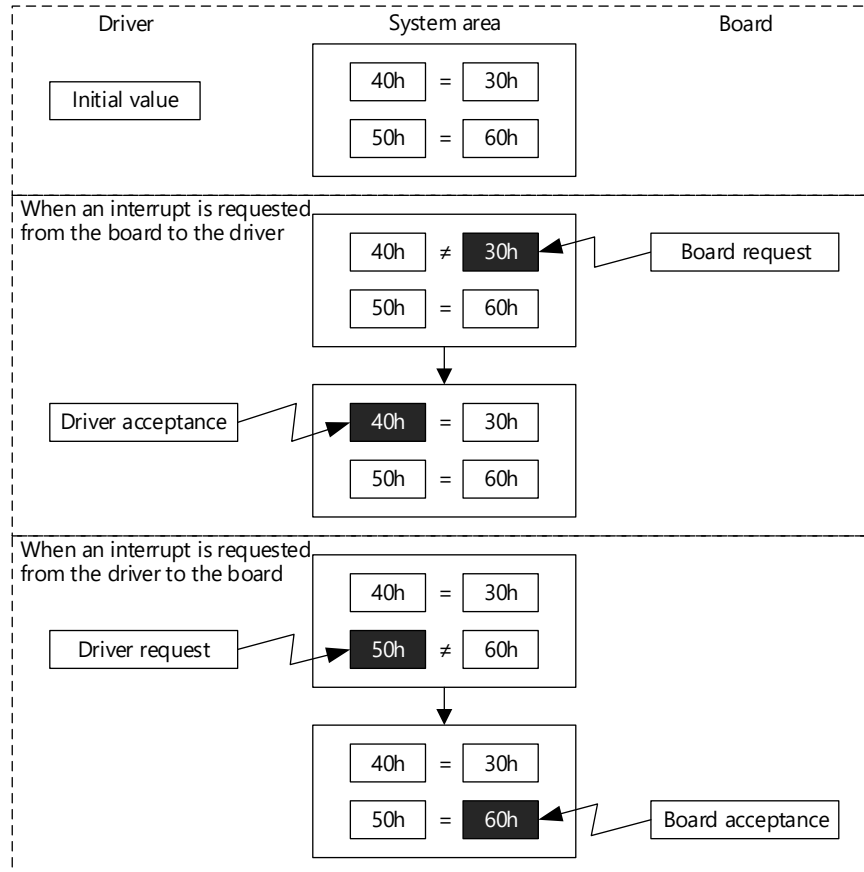 Driver System area Board
40h = 30h
Initial value
50h = 60h
When an interrupt is requested
from the board to the driver
40h ≠ 30h Board request
50h = 60h
Driver acceptance 40h = 30h
50h = 60h
When an interrupt is requested
from the driver to the board
40h = 30h
Driver request 50h ≠ 60h
40h = 30h
50h = 60h Board acceptance